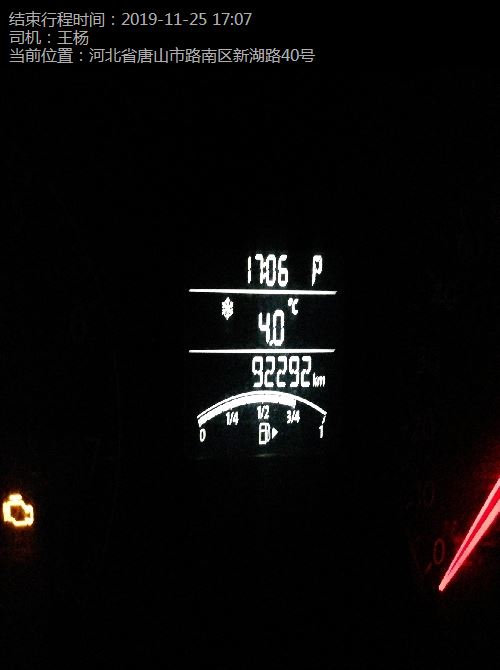 结束行程时间：2019-11-25 17:07
司机：王杨
当前位置：河北省唐山市路南区新湖路40号
17:06 P
℃
4.0
92292km
0 1/4 1/2 3/4 1